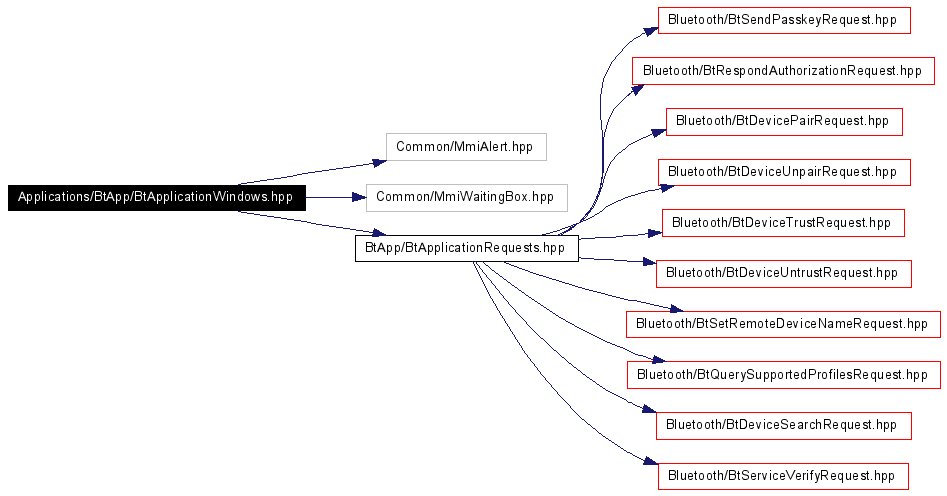 Applications/BtApp/BtApplicationWindows.hpp
Common/MmiAlert.hpp
Common/MmiWaitingBox.hpp
BtApp/BtApplicationRequests.hpp
Bluetooth/BtSendPasskeyRequest.hpp
Bluetooth/BtRespondAuthorizationRequest.hpp
Bluetooth/BtDevicePairRequest.hpp
Bluetooth/BtDeviceUnpairRequest.hpp
Bluetooth/BtDeviceTrustRequest.hpp
Bluetooth/BtDeviceUntrustRequest.hpp
Bluetooth/BtSetRemoteDeviceNameRequest.hpp
Bluetooth/BtQuerySupportedProfilesRequest.hpp
Bluetooth/BtDeviceSearchRequest.hpp
Bluetooth/BtServiceVerifyRequest.hpp